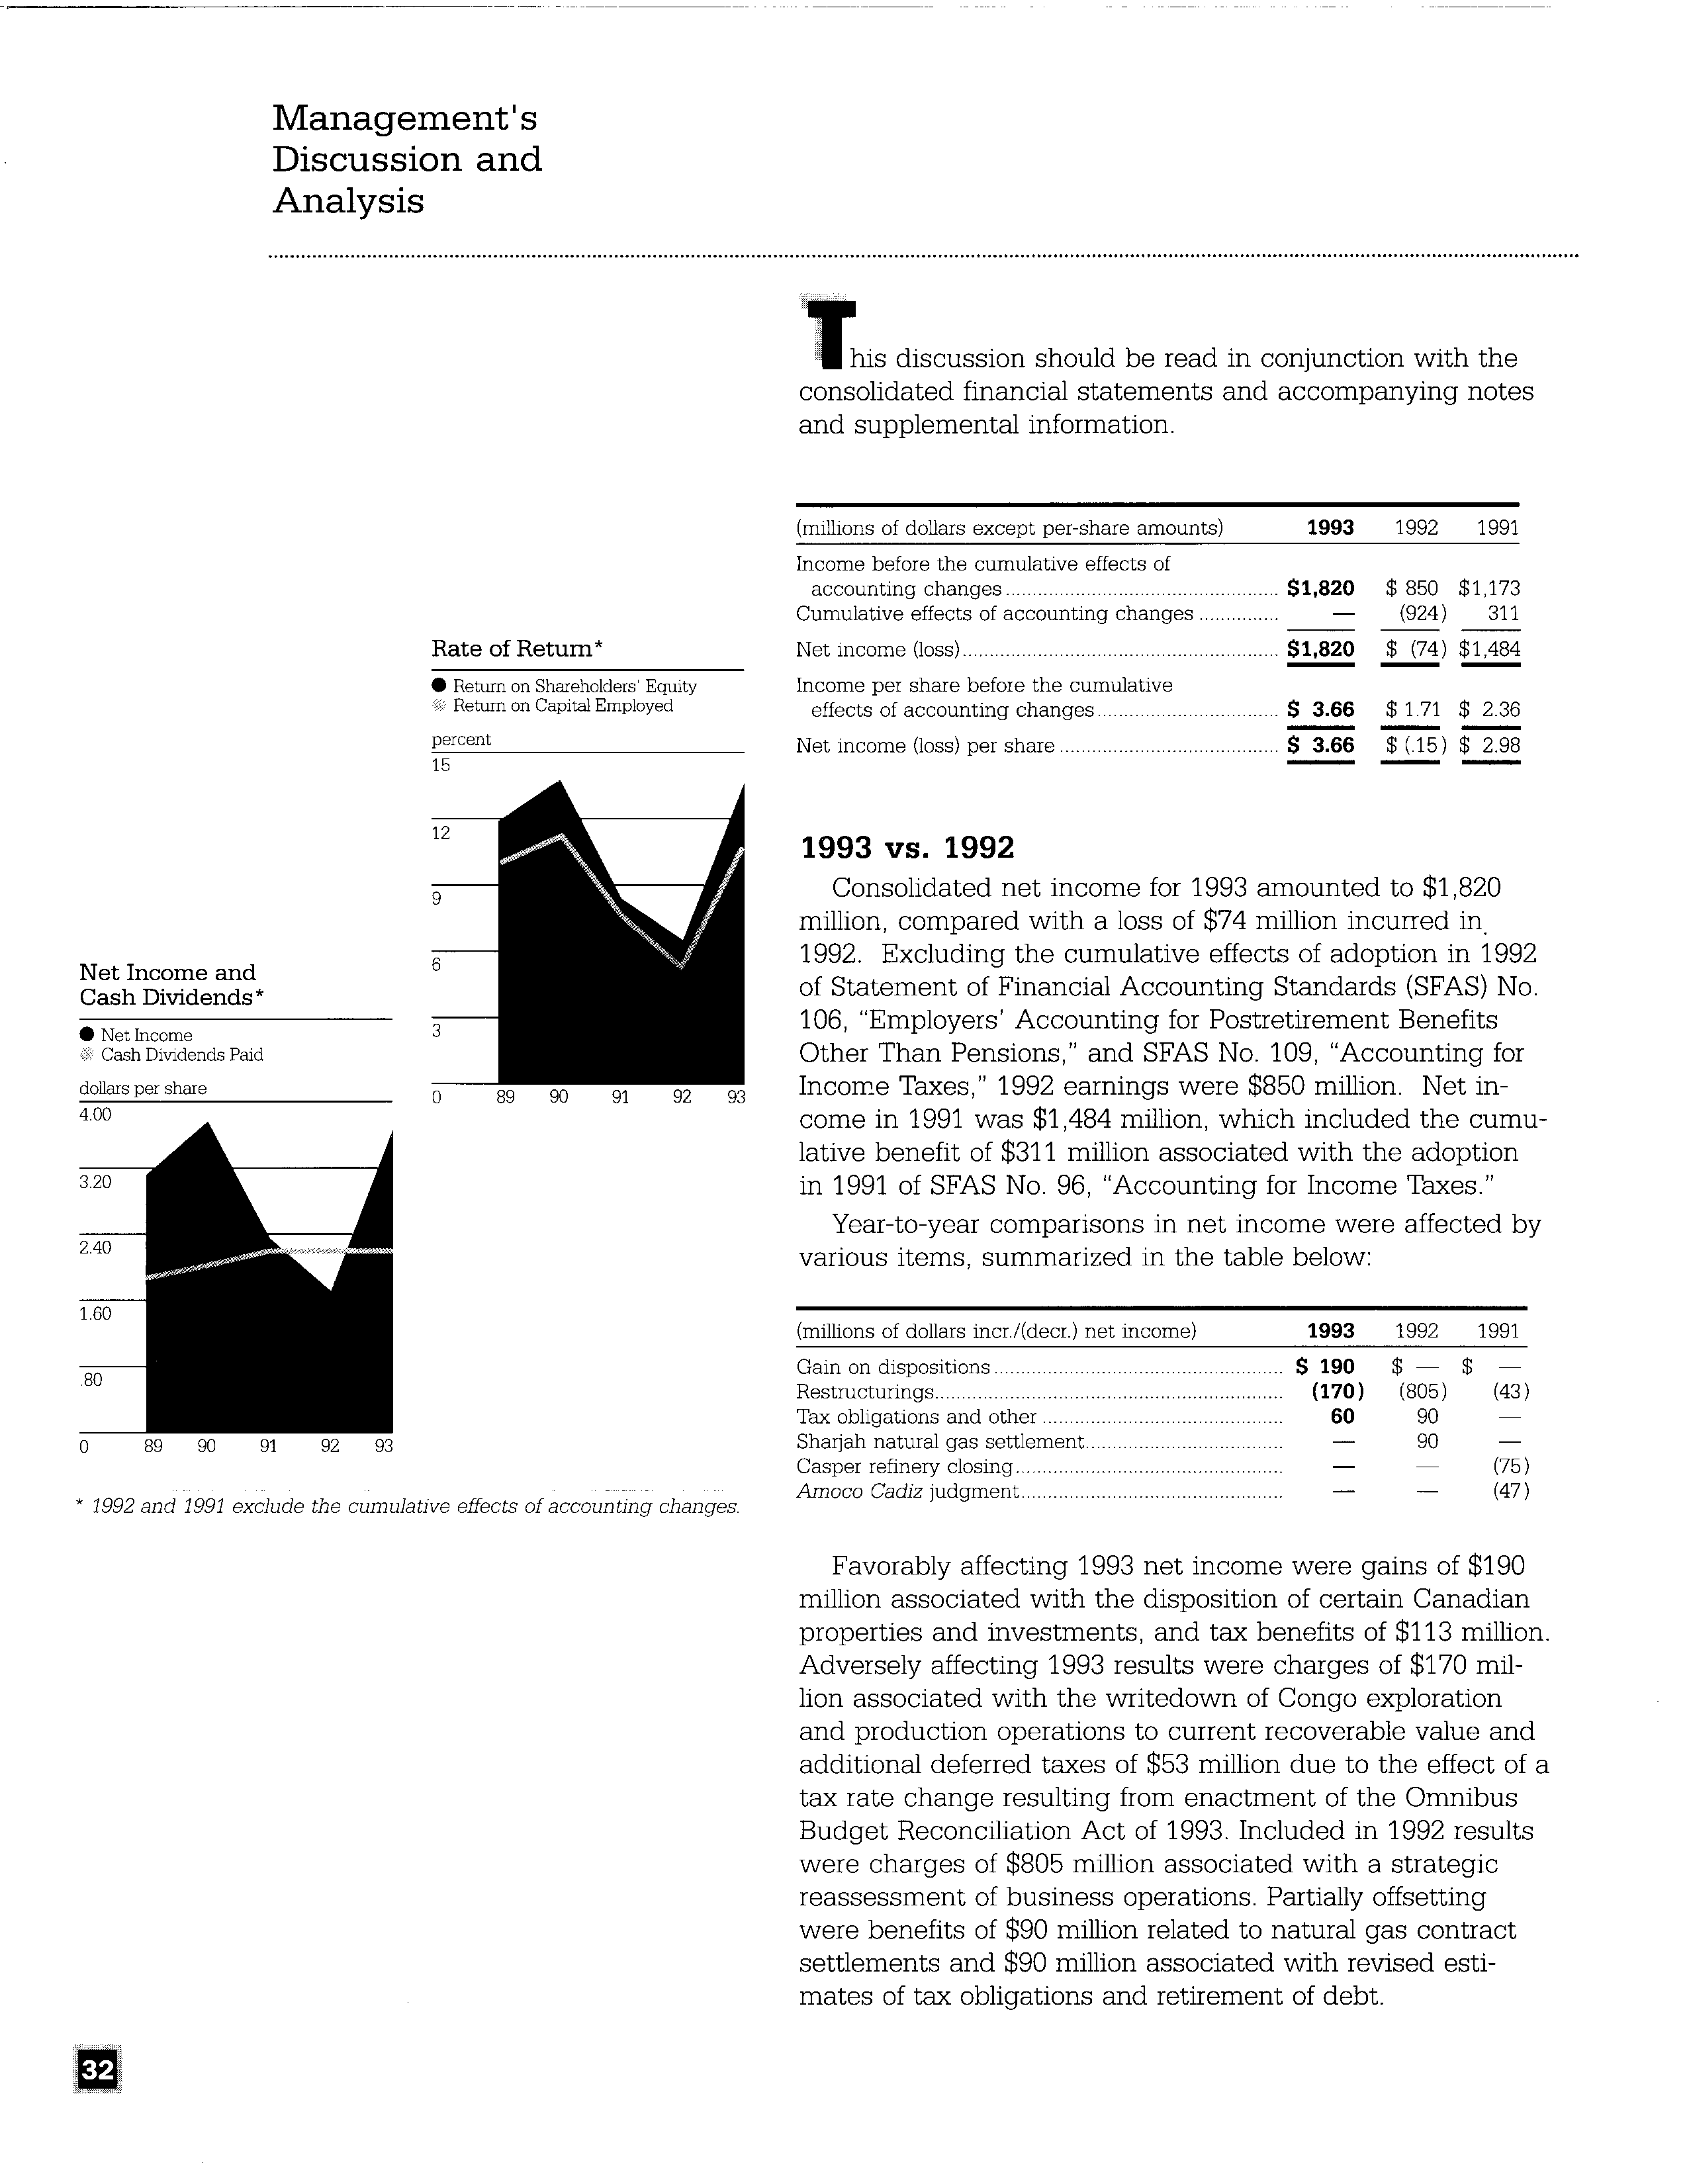 Management's
Discussion and
Analysis
This discussion should be read in conjunction with the
consolidated financial statements and accompanying notes
and supplemental information.
(millions of dollars except per-share amounts) 1993 1992 1991
Income before the cumulative effects of
accounting changes $1,820 $ 850 $1,173
Cumulative effects of accounting changes — (924) 311
Net income (loss) $1,820 $ (74) $1,484
Income per share before the cumulative
effects of accounting changes $ 3.66 $ 1.71 $ 2.36
Net income (loss) per share $ 3.66 $ (.15) $ 2.98
Rate of Return*
Return on Shareholders' Equity
Return on Capital Employed
percent
15
12
9
6
3
0 89 90 91 92 93
Net Income and
Cash Dividends*
Net Income
Cash Dividends Paid
dollars per share
4.00
3.20
2.40
1.60
.80
0 89 90 91 92 93
* 1992 and 1991 exclude the cumulative effects of accounting changes.
1993 vs. 1992
Consolidated net income for 1993 amounted to $1,820
million, compared with a loss of $74 million incurred in
1992. Excluding the cumulative effects of adoption in 1992
of Statement of Financial Accounting Standards (SFAS) No.
106, “Employers’ Accounting for Postretirement Benefits
Other Than Pensions,” and SFAS No. 109, “Accounting for
Income Taxes,” 1992 earnings were $850 million. Net in-
come in 1991 was $1,484 million, which included the cumu-
lative benefit of $311 million associated with the adoption
in 1991 of SFAS No. 96, “Accounting for Income Taxes.”
Year-to-year comparisons in net income were affected by
various items, summarized in the table below:
(millions of dollars incr./(decr.) net income) 1993 1992 1991
Gain on dispositions $ 190 $ — $ —
Restructurings (170) (805) (43)
Tax obligations and other 60 90 —
Sharjah natural gas settlement — 90 —
Casper refinery closing — — (75)
Amoco Cadiz judgment — — (47)
Favorably affecting 1993 net income were gains of $190
million associated with the disposition of certain Canadian
properties and investments, and tax benefits of $113 million.
Adversely affecting 1993 results were charges of $170 mil-
lion associated with the writedown of Congo exploration
and production operations to current recoverable value and
additional deferred taxes of $53 million due to the effect of a
tax rate change resulting from enactment of the Omnibus
Budget Reconciliation Act of 1993. Included in 1992 results
were charges of $805 million associated with a strategic
reassessment of business operations. Partially offsetting
were benefits of $90 million related to natural gas contract
settlements and $90 million associated with revised esti-
mates of tax obligations and retirement of debt.
32